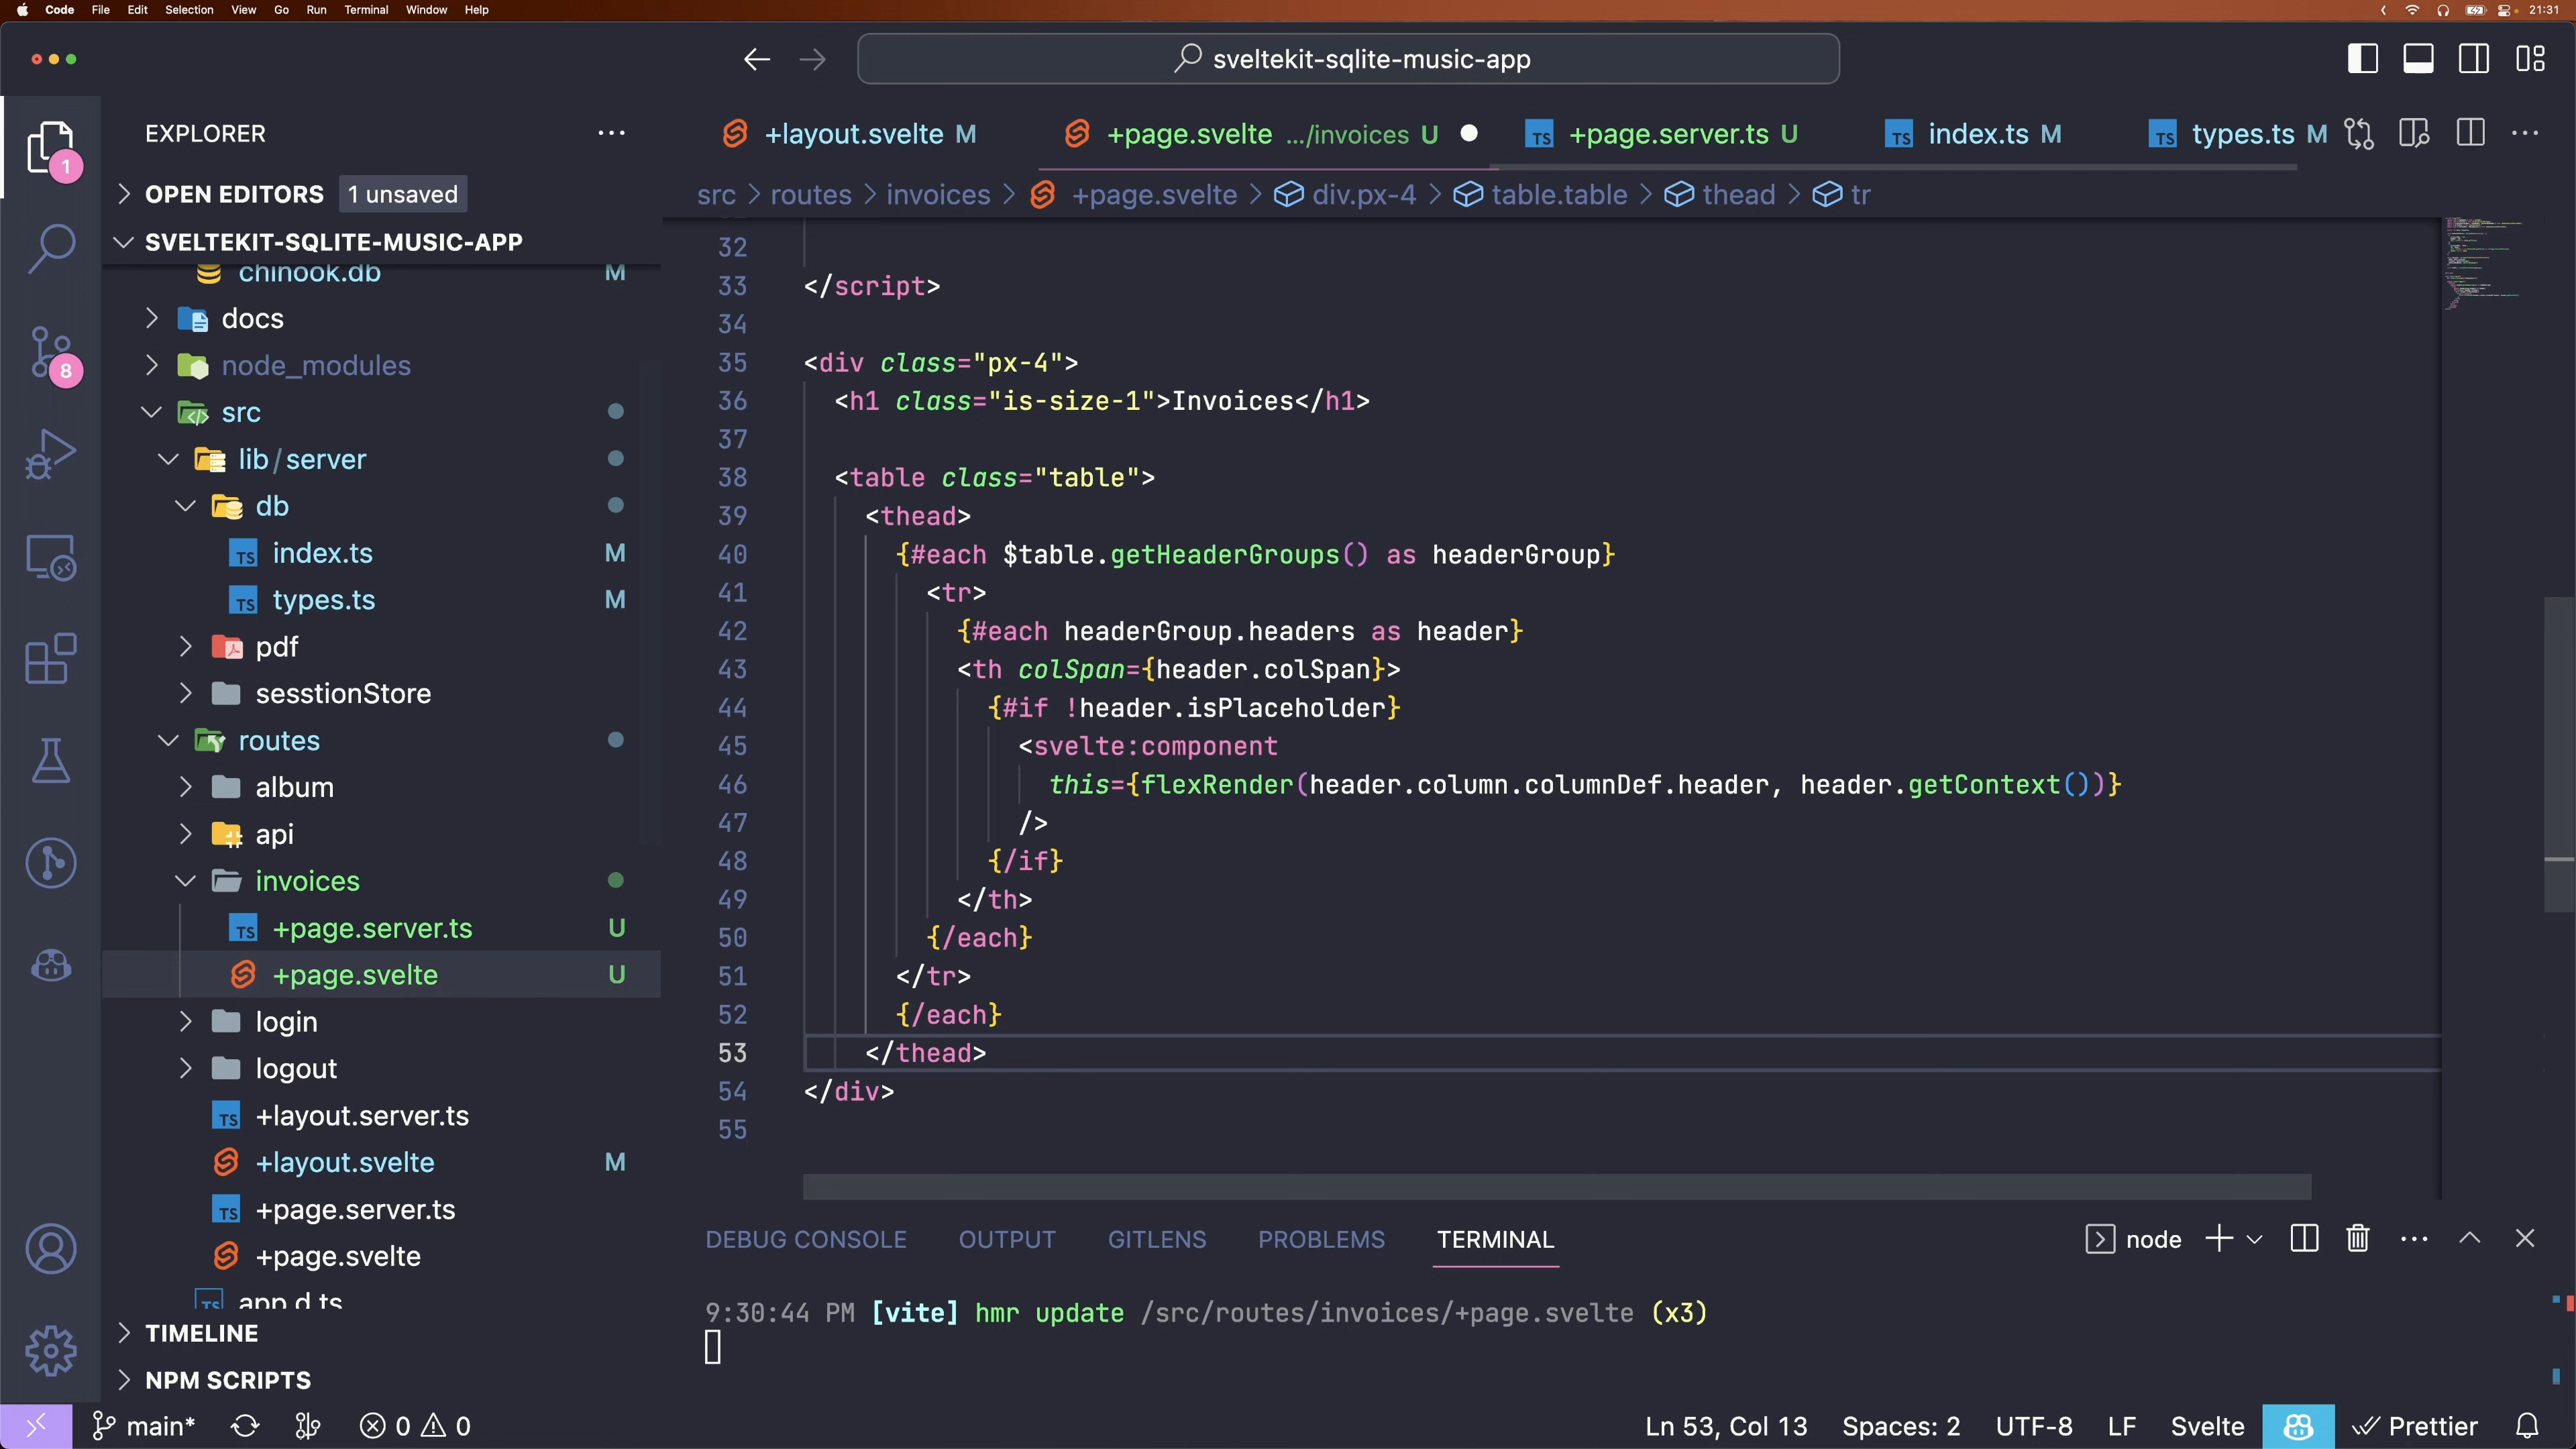 Code File Edit Selection View Go Run Terminal Window Help 21:31
sveltekit-sqlite-music-app
EXPLORER
1
8
OPEN EDITORS 1 unsaved
SVELTEKIT-SQLITE-MUSIC-APP
chinook.db M
docs
node_modules
src
lib/server
db
index.ts M
types.ts M
pdf
sesstionStore
routes
album
api
invoices
+page.server.ts U
+page.svelte U
login
logout
+layout.server.ts
+layout.svelte M
+page.server.ts
+page.svelte
app.d.ts
TIMELINE
NPM SCRIPTS
+layout.svelte M +page.svelte .../invoices U +page.server.ts U index.ts M types.ts M
src > routes > invoices > +page.svelte > div.px-4 > table.table > thead > tr
32
33 </script>
34
35 <div class="px-4">
36 <h1 class="is-size-1">Invoices</h1>
37
38 <table class="table">
39 <thead>
40 {#each $table.getHeaderGroups() as headerGroup}
41 <tr>
42 {#each headerGroup.headers as header}
43 <th colSpan={header.colSpan}>
44 {#if !header.isPlaceholder}
45 <svelte:component
46 this={flexRender(header.column.columnDef.header, header.getContext())}
47 />
48 {/if}
49 </th>
50 {/each}
51 </tr>
52 {/each}
53 </thead>
54 </div>
55
DEBUG CONSOLE OUTPUT GITLENS PROBLEMS TERMINAL node
9:30:44 PM [vite] hmr update /src/routes/invoices/+page.svelte (x3)
main* 0 0 Ln 53, Col 13 Spaces: 2 UTF-8 LF Svelte Prettier